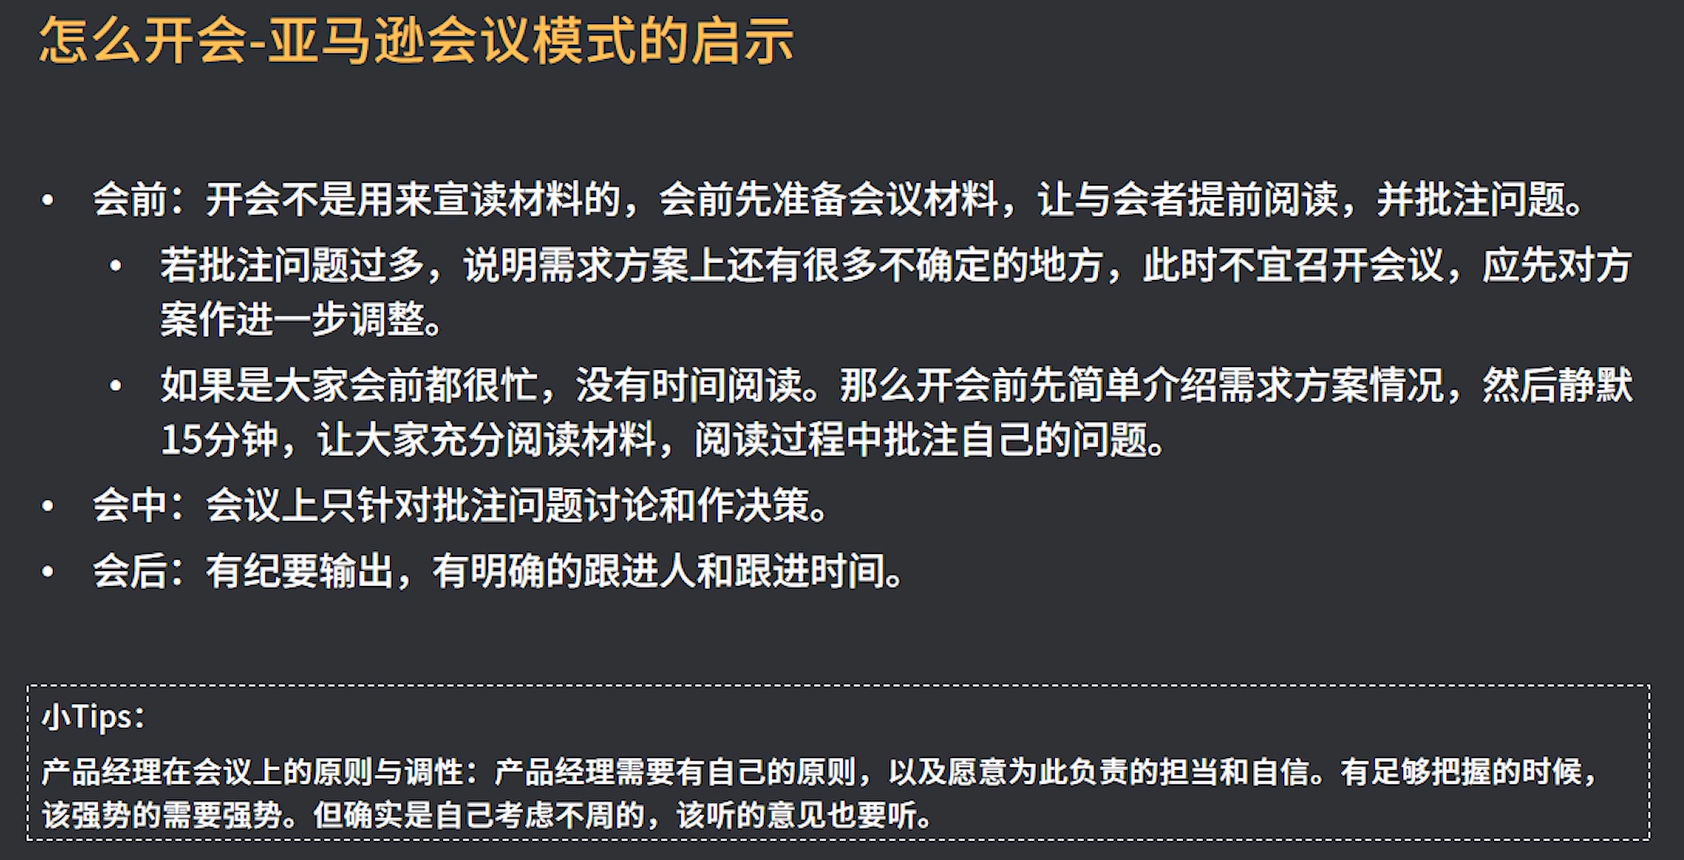 怎么开会-亚马逊会议模式的启示
• 会前：开会不是用来宣读材料的，会前先准备会议材料，让与会者提前阅读，并批注问题。
• 若批注问题过多，说明需求方案上还有很多不确定的地方，此时不宜召开会议，应先对方
案作进一步调整。
• 如果是大家会前都很忙，没有时间阅读。那么开会前先简单介绍需求方案情况，然后静默
15分钟，让大家充分阅读材料，阅读过程中批注自己的问题。
• 会中：会议上只针对批注问题讨论和作决策。
• 会后：有纪要输出，有明确的跟进人和跟进时间。
小Tips：
产品经理在会议上的原则与调性：产品经理需要有自己的原则，以及愿意为此负责的担当和自信。有足够把握的时候，
该强势的需要强势。但确实是自己考虑不周的，该听的意见也要听。